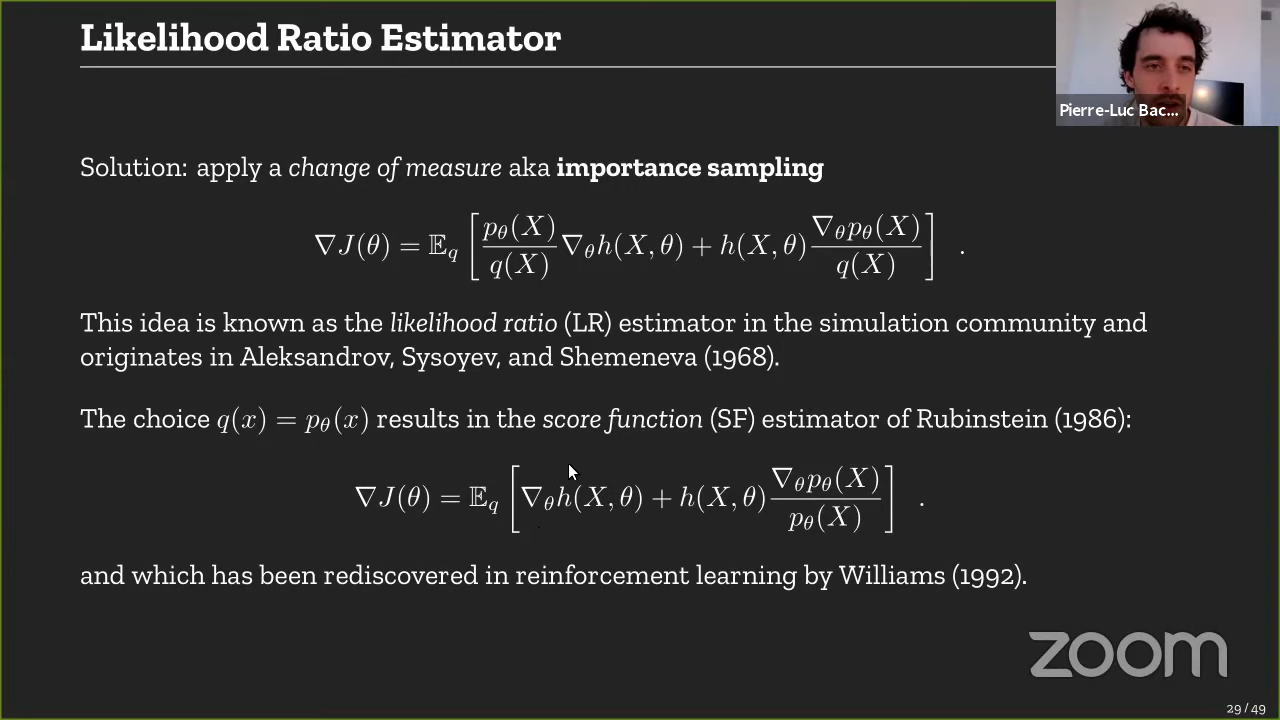 Likelihood Ratio Estimator
Pierre-Luc Bac...
Solution: apply a change of measure aka importance sampling
∇J(θ) = 𝔼_q [ p_θ(X)/q(X) ∇_θ h(X, θ) + h(X, θ) ∇_θ p_θ(X)/q(X) ] .
This idea is known as the likelihood ratio (LR) estimator in the simulation community and
originates in Aleksandrov, Sysoyev, and Shemeneva (1968).
The choice q(x) = p_θ(x) results in the score function (SF) estimator of Rubinstein (1986):
∇J(θ) = 𝔼_q [ ∇_θ h(X, θ) + h(X, θ) ∇_θ p_θ(X)/p_θ(X) ] .
and which has been rediscovered in reinforcement learning by Williams (1992).
zoom
29 / 49